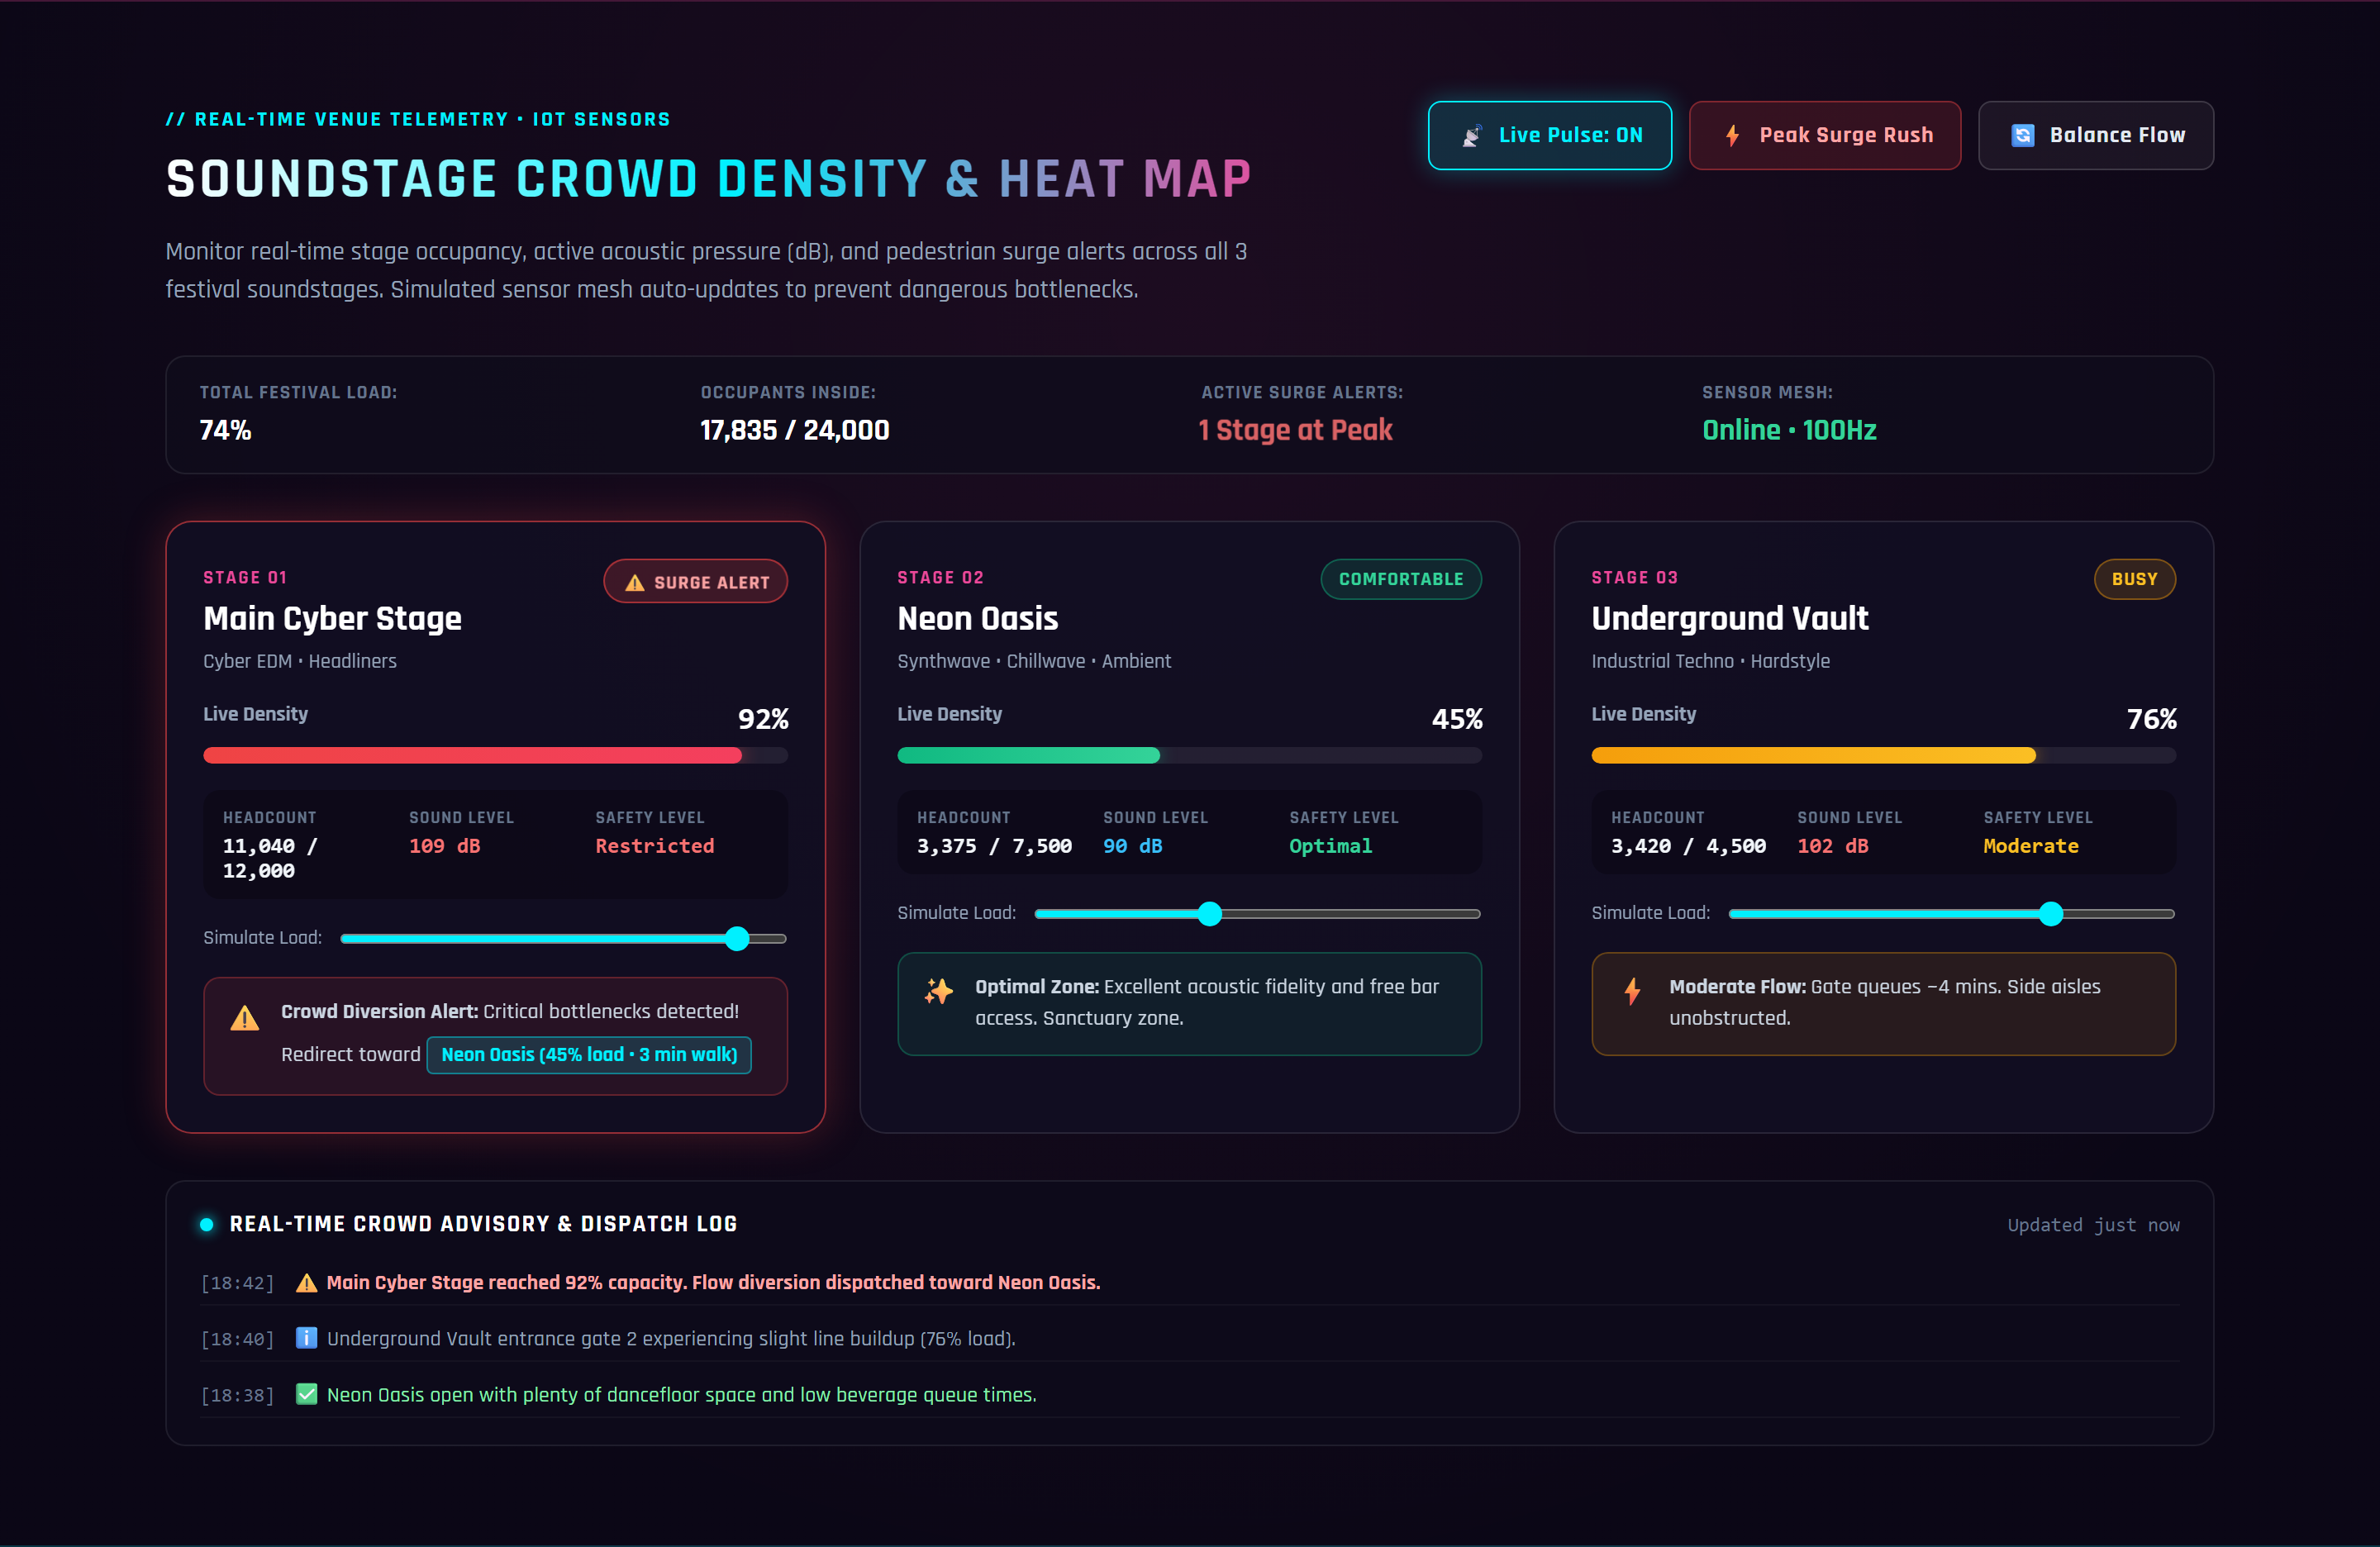 // REAL-TIME VENUE TELEMETRY • IOT SENSORS
SOUNDSTAGE CROWD DENSITY & HEAT MAP
Monitor real-time stage occupancy, active acoustic pressure (dB), and pedestrian surge alerts across all 3
festival soundstages. Simulated sensor mesh auto-updates to prevent dangerous bottlenecks.
Live Pulse: ON
Peak Surge Rush
Balance Flow
TOTAL FESTIVAL LOAD:
74%
OCCUPANTS INSIDE:
17,835 / 24,000
ACTIVE SURGE ALERTS:
1 Stage at Peak
SENSOR MESH:
Online • 100Hz
STAGE 01
SURGE ALERT
Main Cyber Stage
Cyber EDM • Headliners
Live Density
92%
HEADCOUNT
11,040 /
12,000
SOUND LEVEL
109 dB
SAFETY LEVEL
Restricted
Simulate Load:
Crowd Diversion Alert: Critical bottlenecks detected!
Redirect toward Neon Oasis (45% load • 3 min walk)
STAGE 02
COMFORTABLE
Neon Oasis
Synthwave • Chillwave • Ambient
Live Density
45%
HEADCOUNT
3,375 / 7,500
SOUND LEVEL
90 dB
SAFETY LEVEL
Optimal
Simulate Load:
Optimal Zone: Excellent acoustic fidelity and free bar
access. Sanctuary zone.
STAGE 03
BUSY
Underground Vault
Industrial Techno • Hardstyle
Live Density
76%
HEADCOUNT
3,420 / 4,500
SOUND LEVEL
102 dB
SAFETY LEVEL
Moderate
Simulate Load:
Moderate Flow: Gate queues ~4 mins. Side aisles
unobstructed.
REAL-TIME CROWD ADVISORY & DISPATCH LOG
Updated just now
[18:42] Main Cyber Stage reached 92% capacity. Flow diversion dispatched toward Neon Oasis.
[18:40] Underground Vault entrance gate 2 experiencing slight line buildup (76% load).
[18:38] Neon Oasis open with plenty of dancefloor space and low beverage queue times.